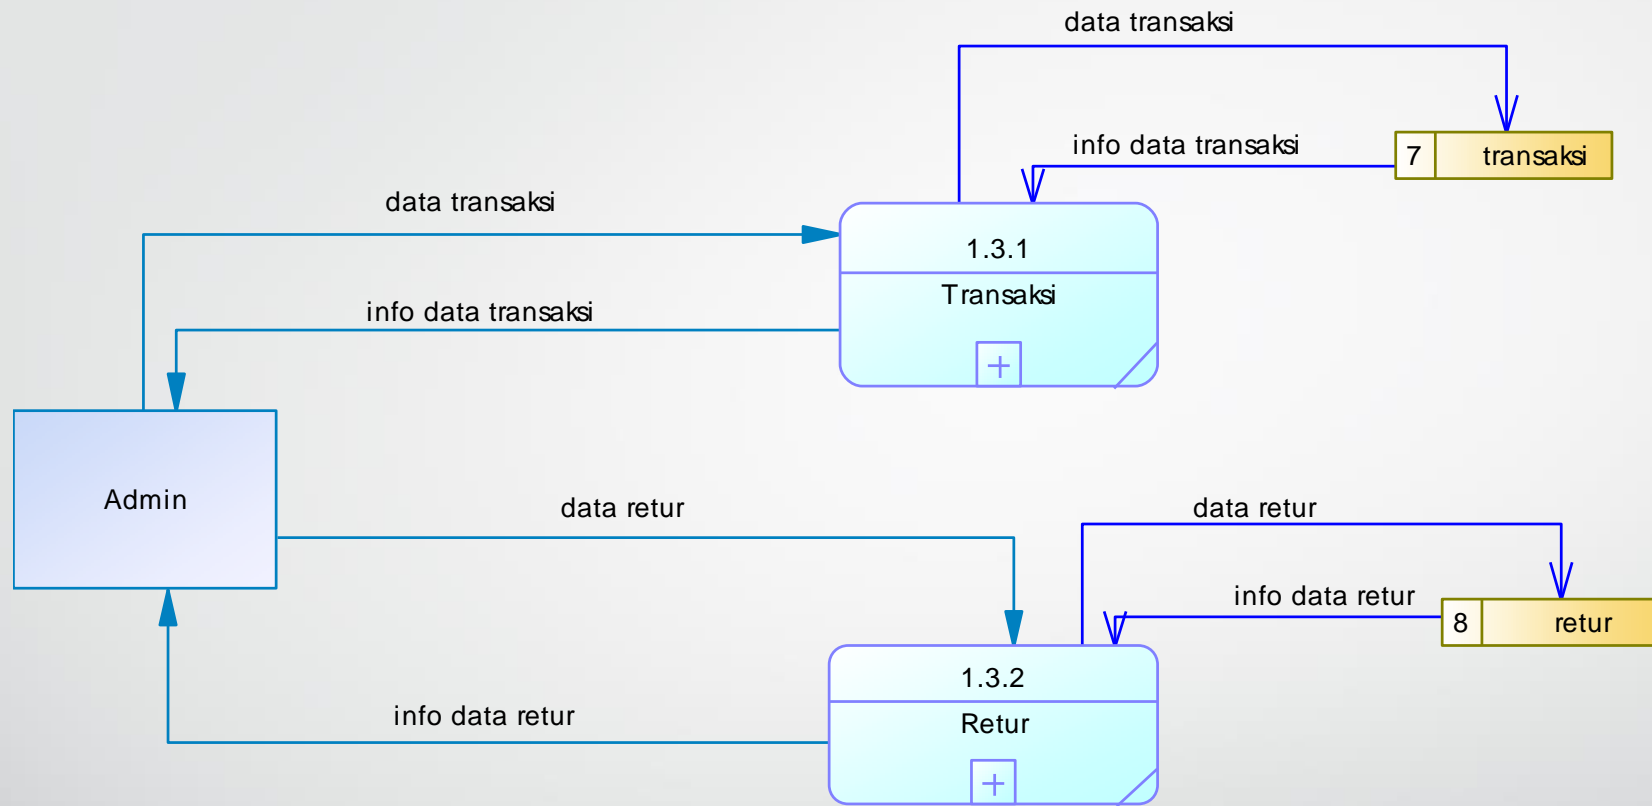 data transaksi
info data transaksi
7 transaksi
data transaksi
1.3.1
Transaksi
info data transaksi
Admin
data retur
data retur
info data retur
8 retur
1.3.2
Retur
info data retur